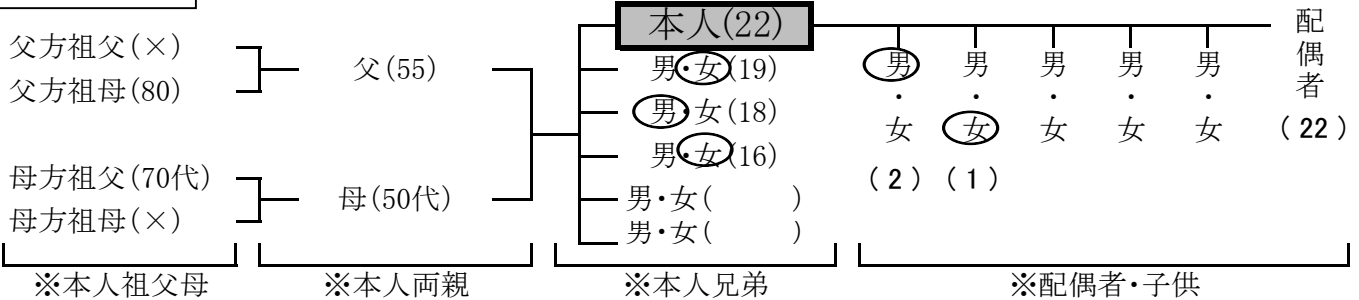 父方祖父(×)
父方祖母(80)
母方祖父(70代)
母方祖母(×)
※本人祖父母
父(55)
母(50代)
※本人両親
本人(22)
男・女(19)
男・女(18)
男・女(16)
男・女(　　)
男・女(　　)
※本人兄弟
男・女
(2)
男・女
(1)
男・女
男・女
男・女
配偶者
(22)
※配偶者・子供